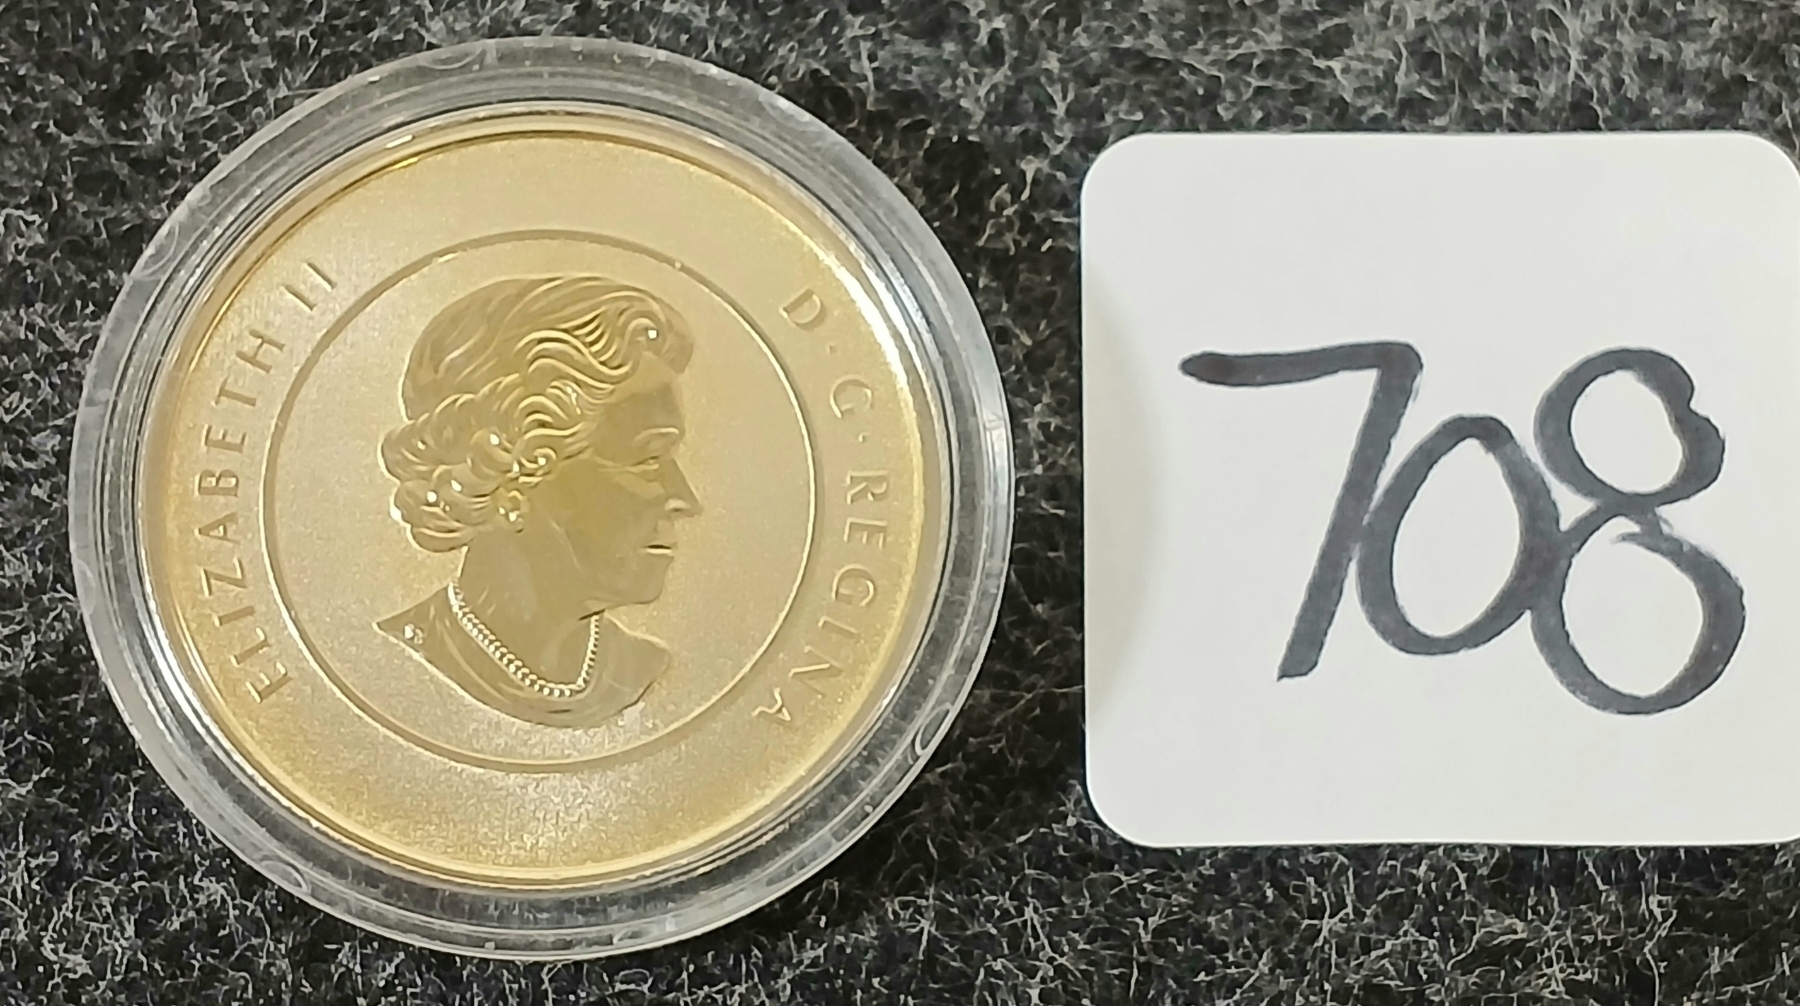 ELIZABETH II
D·G·REGINA
708